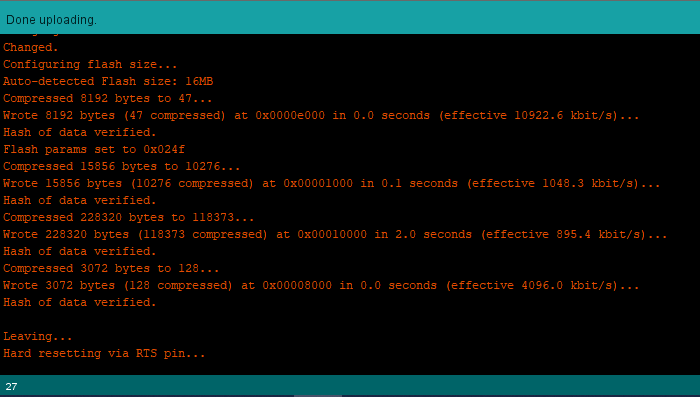 Done uploading.
Changed.
Configuring flash size...
Auto-detected Flash size: 16MB
Compressed 8192 bytes to 47...
Wrote 8192 bytes (47 compressed) at 0x0000e000 in 0.0 seconds (effective 10922.6 kbit/s)...
Hash of data verified.
Flash params set to 0x024f
Compressed 15856 bytes to 10276...
Wrote 15856 bytes (10276 compressed) at 0x00001000 in 0.1 seconds (effective 1048.3 kbit/s)...
Hash of data verified.
Compressed 228320 bytes to 118373...
Wrote 228320 bytes (118373 compressed) at 0x00010000 in 2.0 seconds (effective 895.4 kbit/s)...
Hash of data verified.
Compressed 3072 bytes to 128...
Wrote 3072 bytes (128 compressed) at 0x00008000 in 0.0 seconds (effective 4096.0 kbit/s)...
Hash of data verified.
Leaving...
Hard resetting via RTS pin...
27